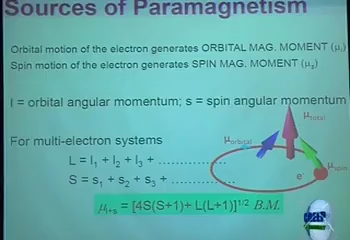 Sources of Paramagnetism
Orbital motion of the electron generates ORBITAL MAG. MOMENT (μₗ)
Spin motion of the electron generates SPIN MAG. MOMENT (μₛ)
l = orbital angular momentum; s = spin angular momentum
μtotal
For multi-electron systems
μorbital
L = l₁ + l₂ + l₃ + ................
μspin
S = s₁ + s₂ + s₃ + ................
e⁻
μₗ₊ₛ = [4S(S+1)+ L(L+1)]¹ᐟ² B.M.